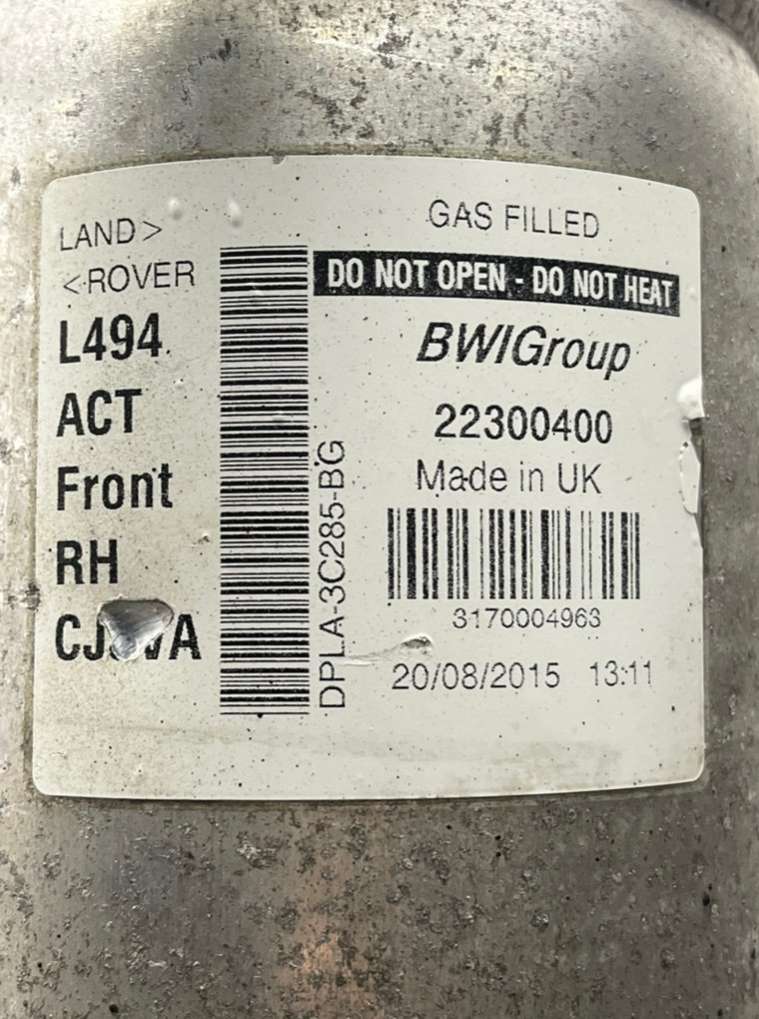 LAND>
<ROVER
L494
ACT
Front
RH
DPLA-3C285-BG
GAS FILLED
DO NOT OPEN - DO NOT HEAT
BWIGroup
22300400
Made in UK
3170004963
20/08/2015 13:11